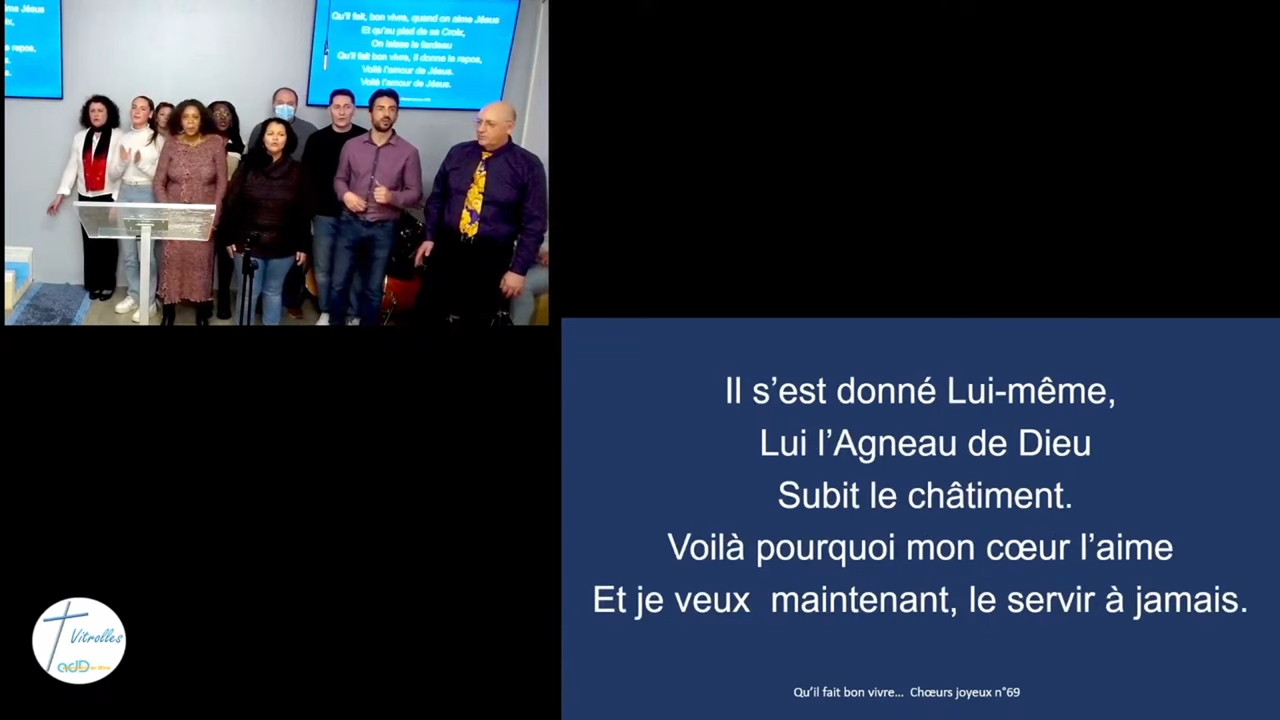 Qu'il fait, bon vivre, quand on aime Jésus
Et qu'au pied de sa Croix,
On laisse le fardeau
Qu'il fait bon vivre, il donne le repos,
Voilà l'amour de Jésus.
Voilà l'amour de Jésus.
Il s’est donné Lui-même,
Lui l’Agneau de Dieu
Subit le châtiment.
Voilà pourquoi mon cœur l’aime
Et je veux maintenant, le servir à jamais.
Qu’il fait bon vivre... Chœurs joyeux n°69
Vitrolles
adD